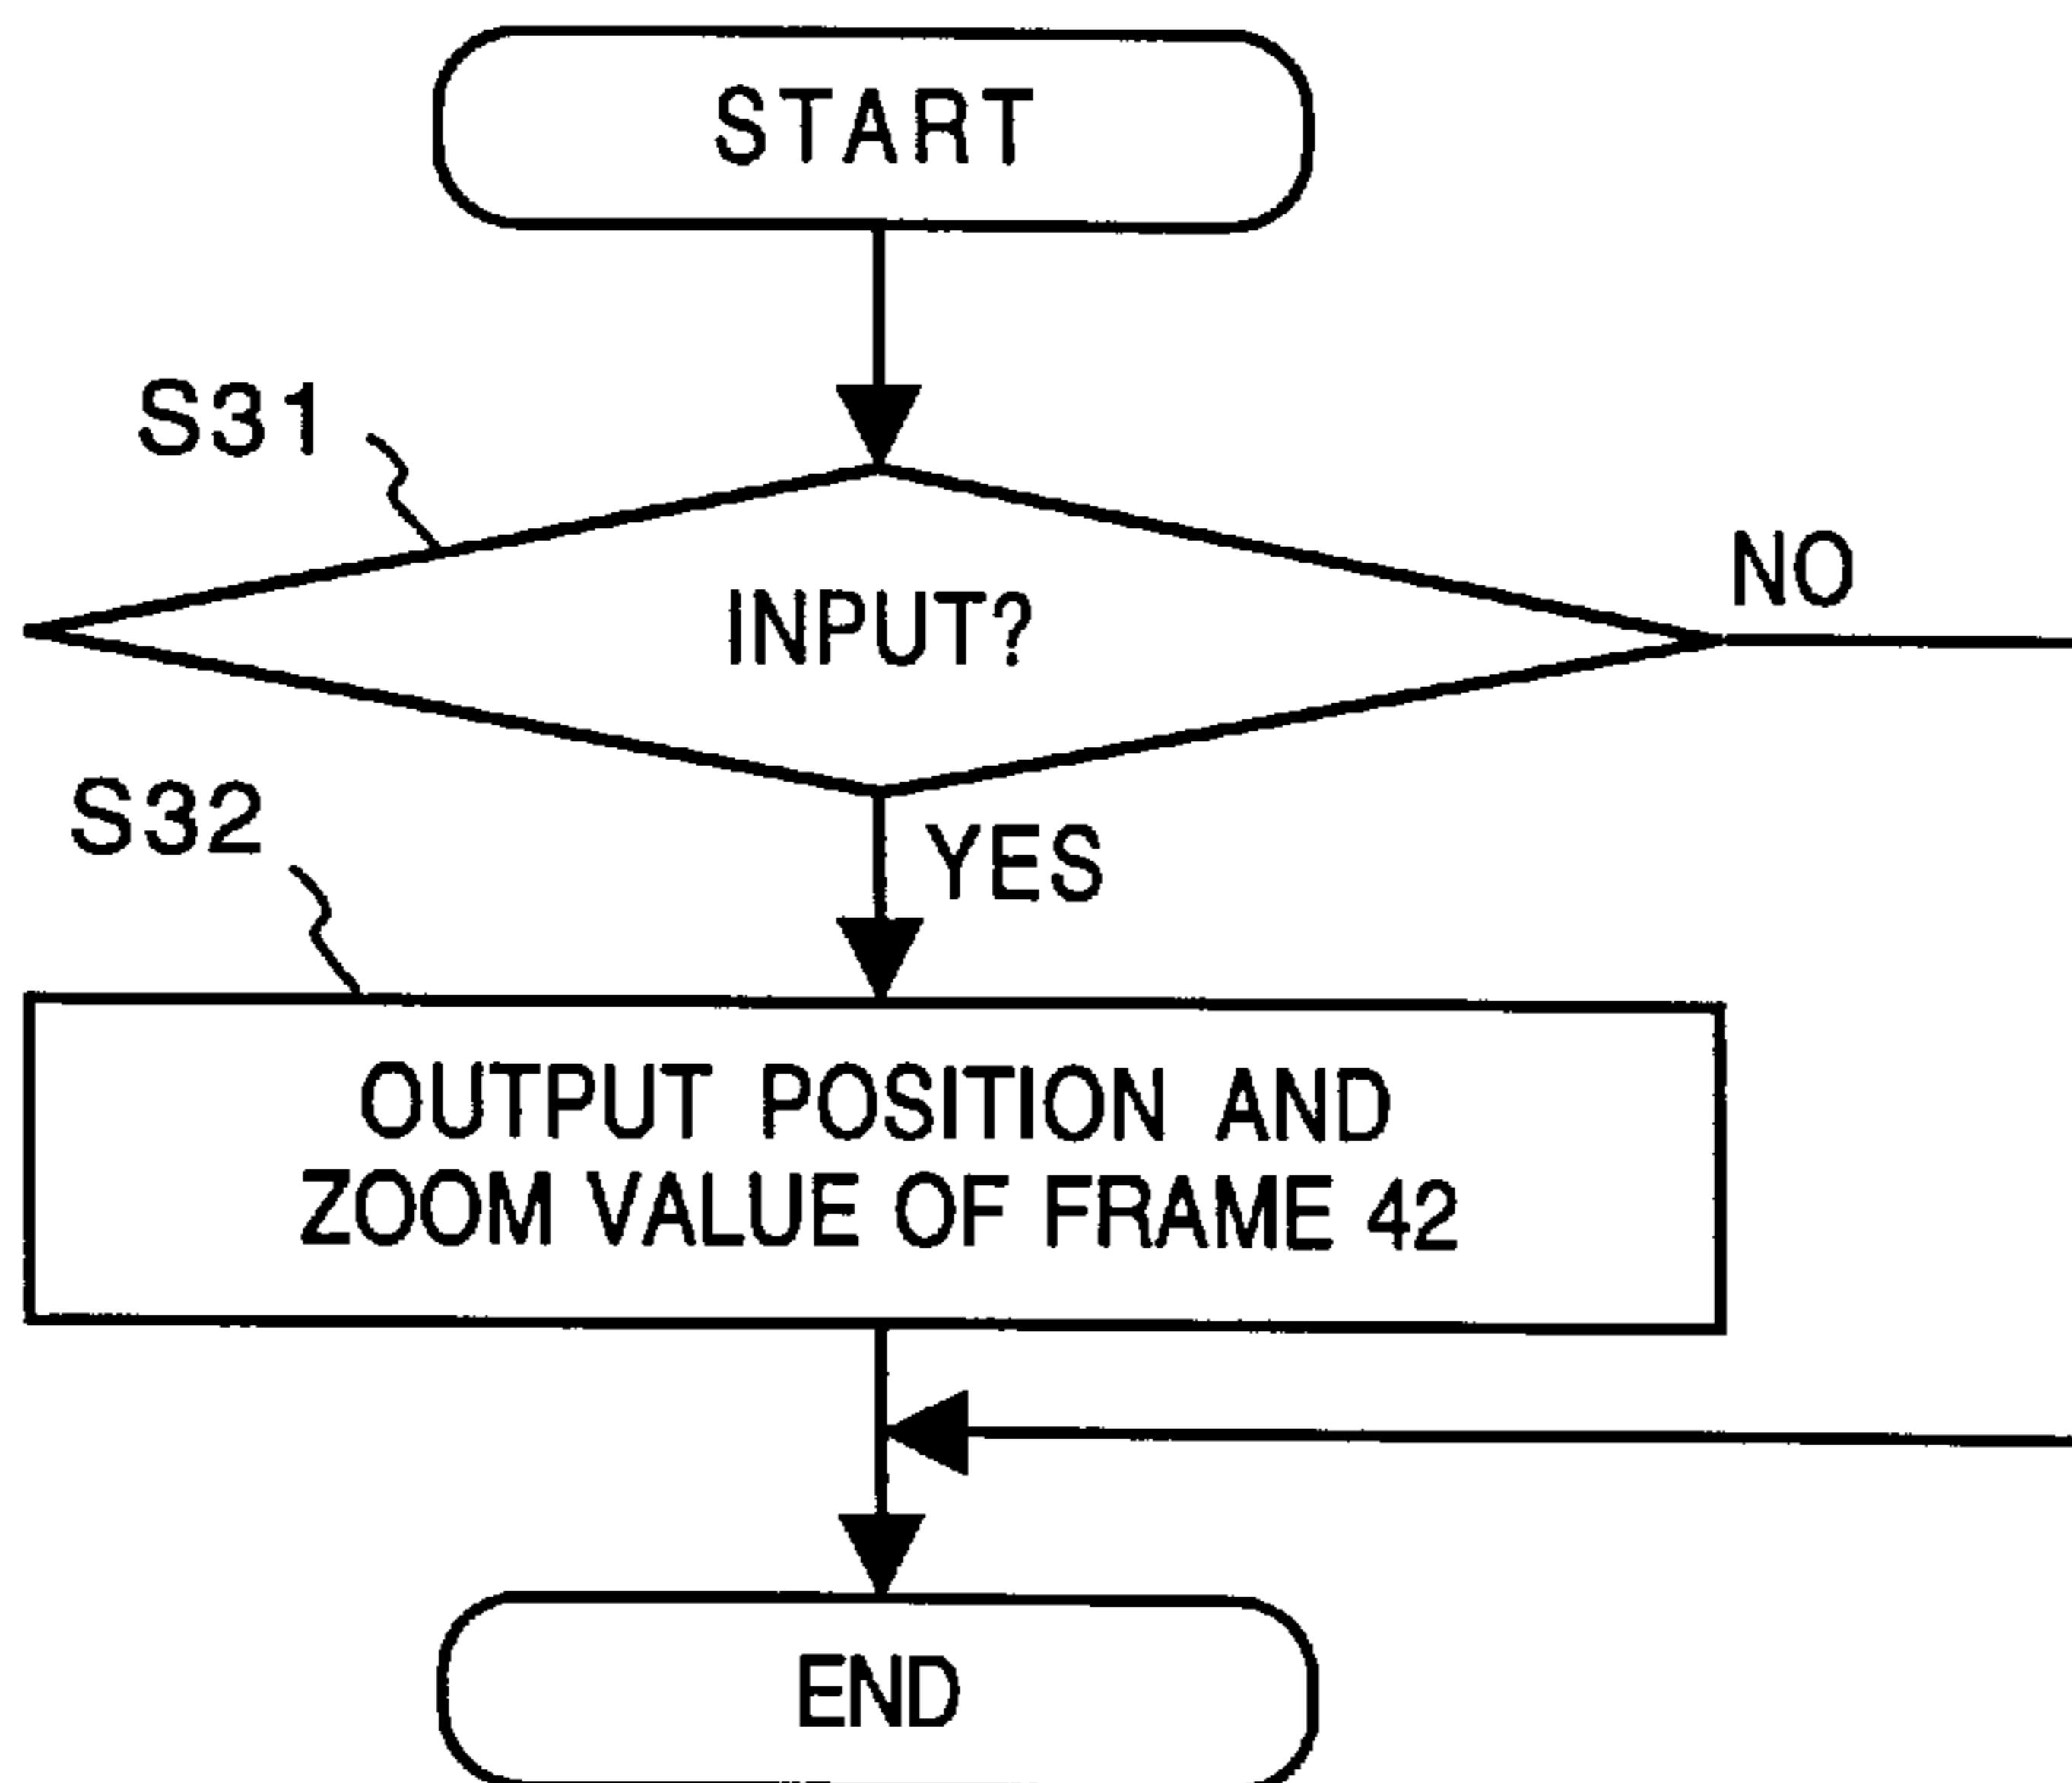 START
S31
INPUT?
NO
S32
YES
OUTPUT POSITION AND
ZOOM VALUE OF FRAME 42
END